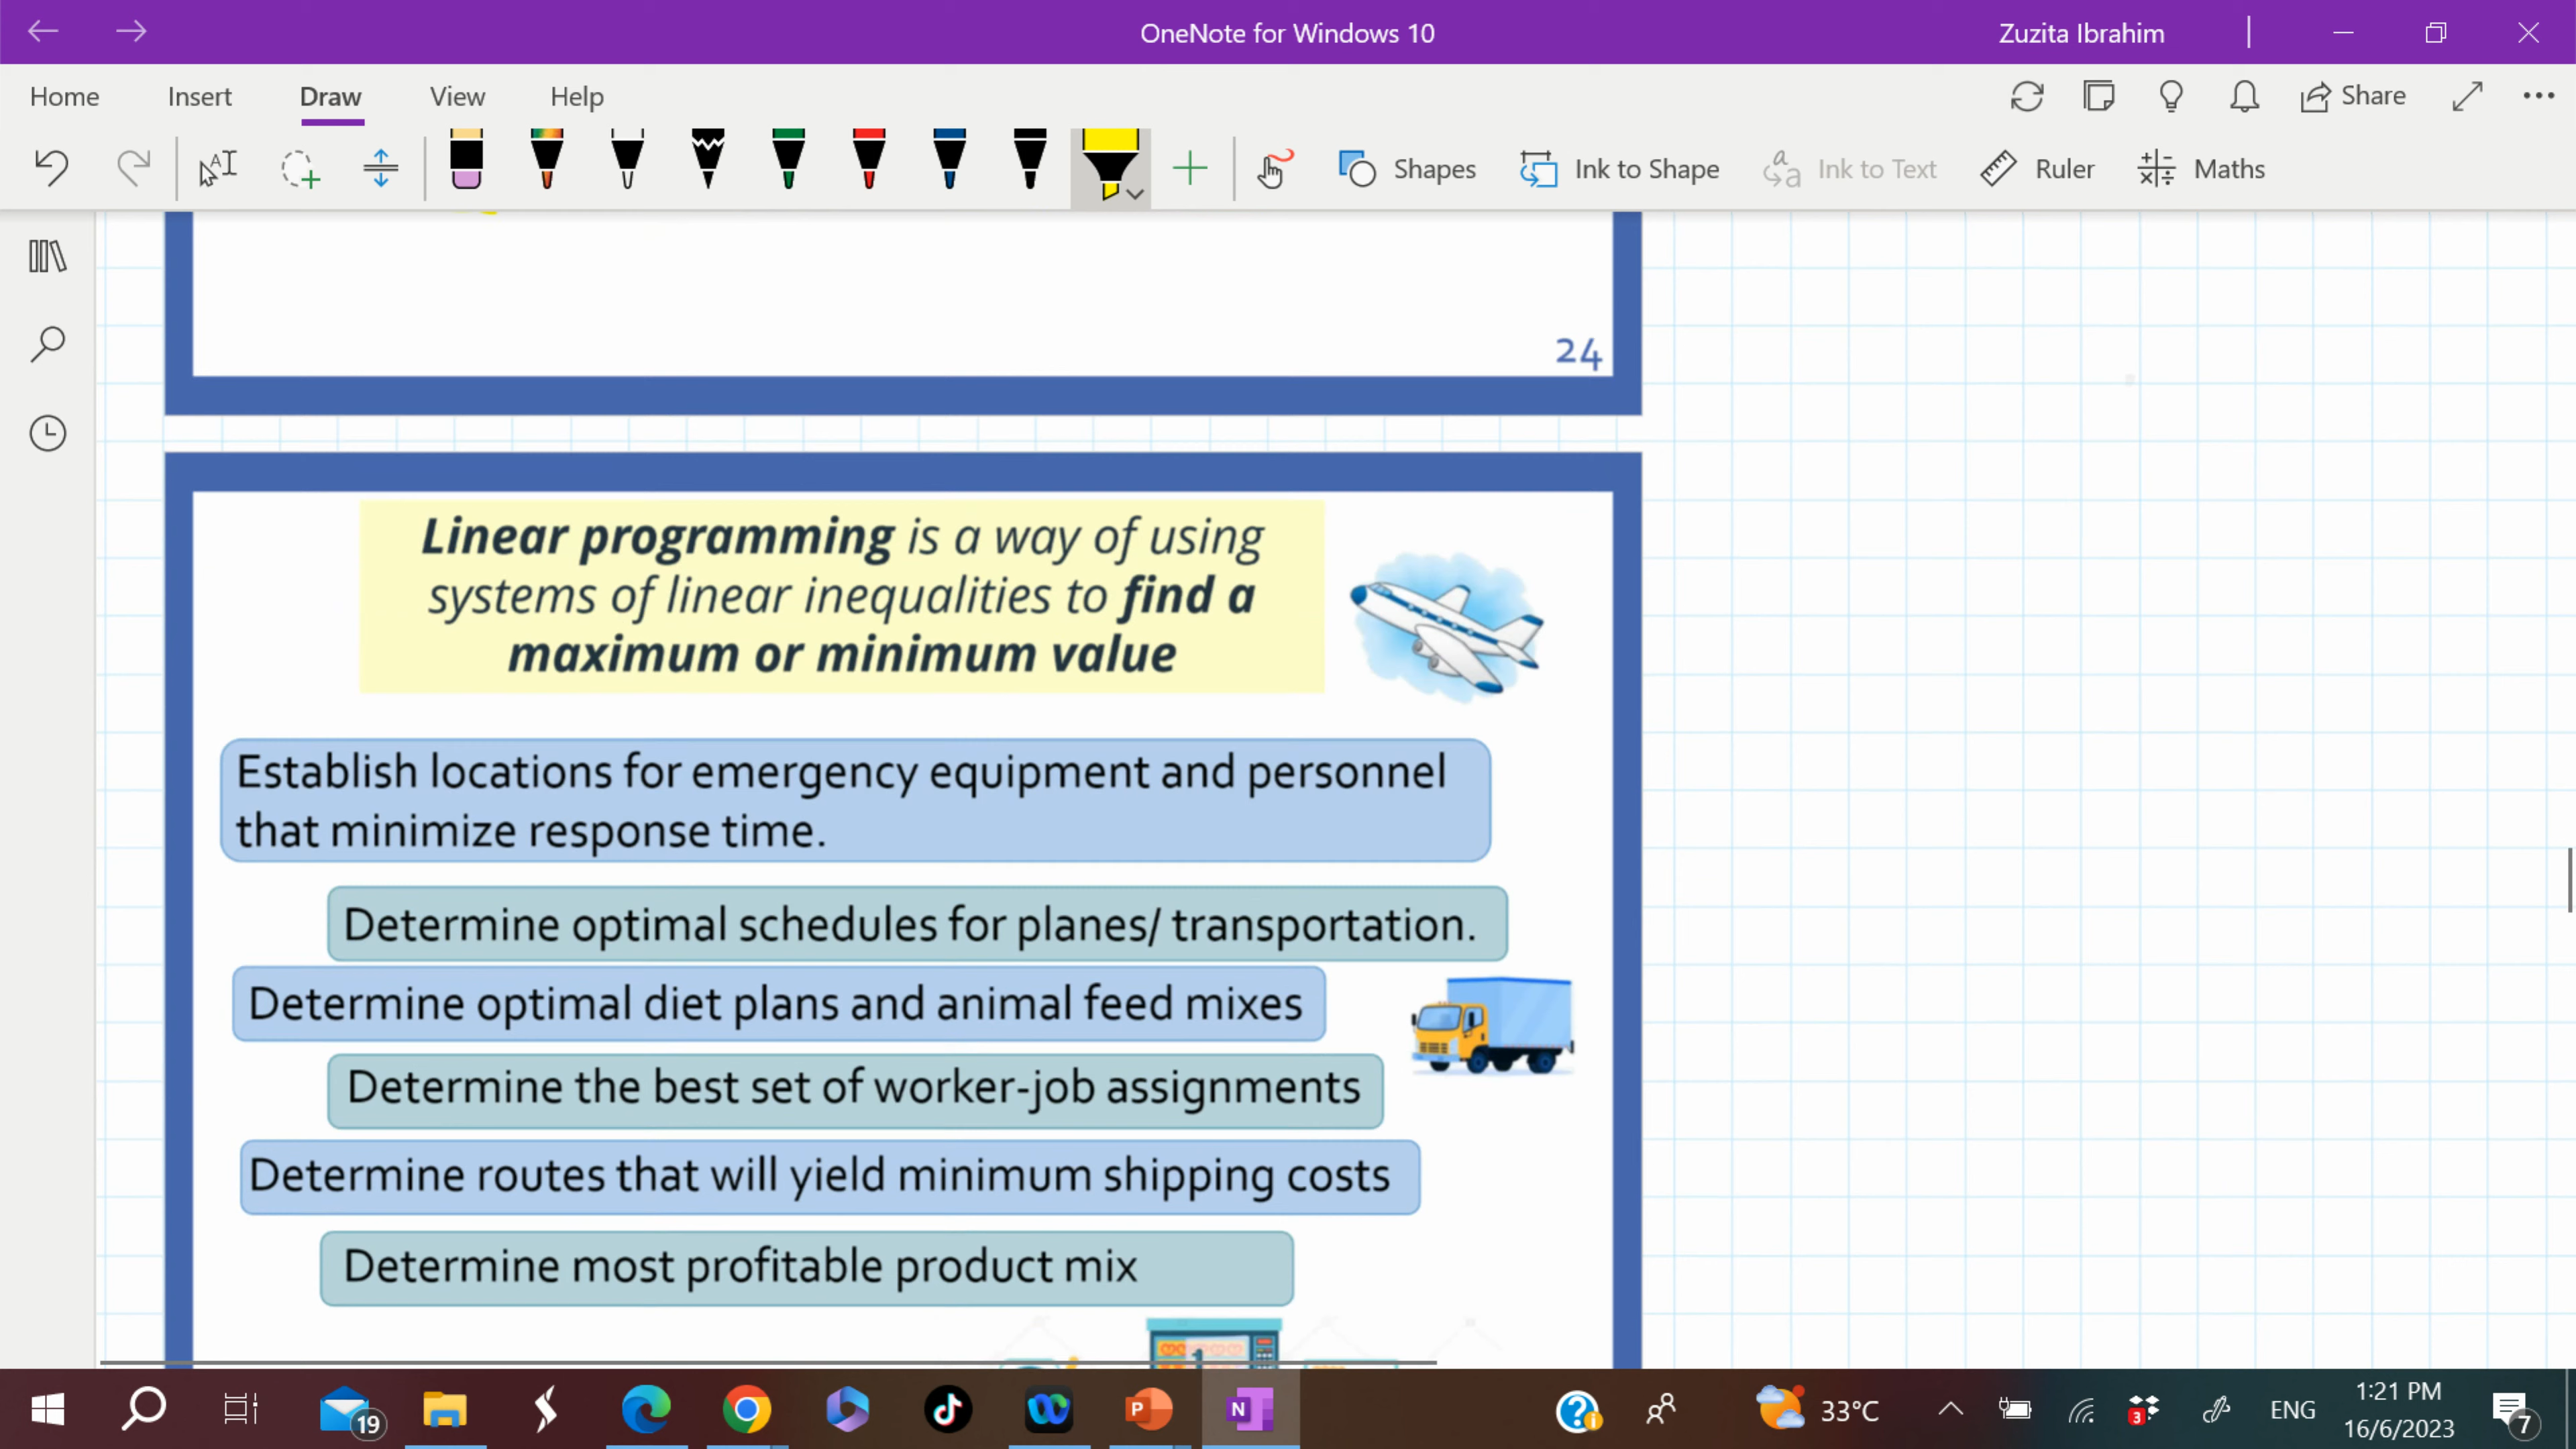 OneNote for Windows 10
Zuzita Ibrahim
Home Insert Draw View Help
Share
Shapes Ink to Shape Ink to Text Ruler Maths
24
Linear programming is a way of using
systems of linear inequalities to find a
maximum or minimum value
Establish locations for emergency equipment and personnel
that minimize response time.
Determine optimal schedules for planes/ transportation.
Determine optimal diet plans and animal feed mixes
Determine the best set of worker-job assignments
Determine routes that will yield minimum shipping costs
Determine most profitable product mix
19
P
N
33°C
3
ENG
1:21 PM
16/6/2023
7